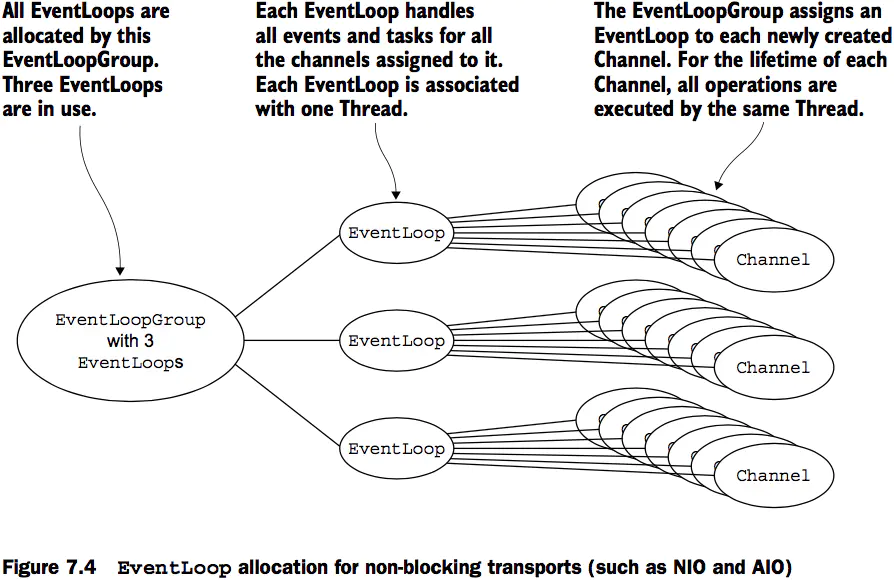 All EventLoops are
allocated by this
EventLoopGroup.
Three EventLoops
are in use.
Each EventLoop handles
all events and tasks for all
the channels assigned to it.
Each EventLoop is associated
with one Thread.
The EventLoopGroup assigns an
EventLoop to each newly created
Channel. For the lifetime of each
Channel, all operations are
executed by the same Thread.
EventLoop
Channel
EventLoopGroup
with 3
EventLoops
EventLoop
Channel
EventLoop
Channel
Figure 7.4 EventLoop allocation for non-blocking transports (such as NIO and AIO)